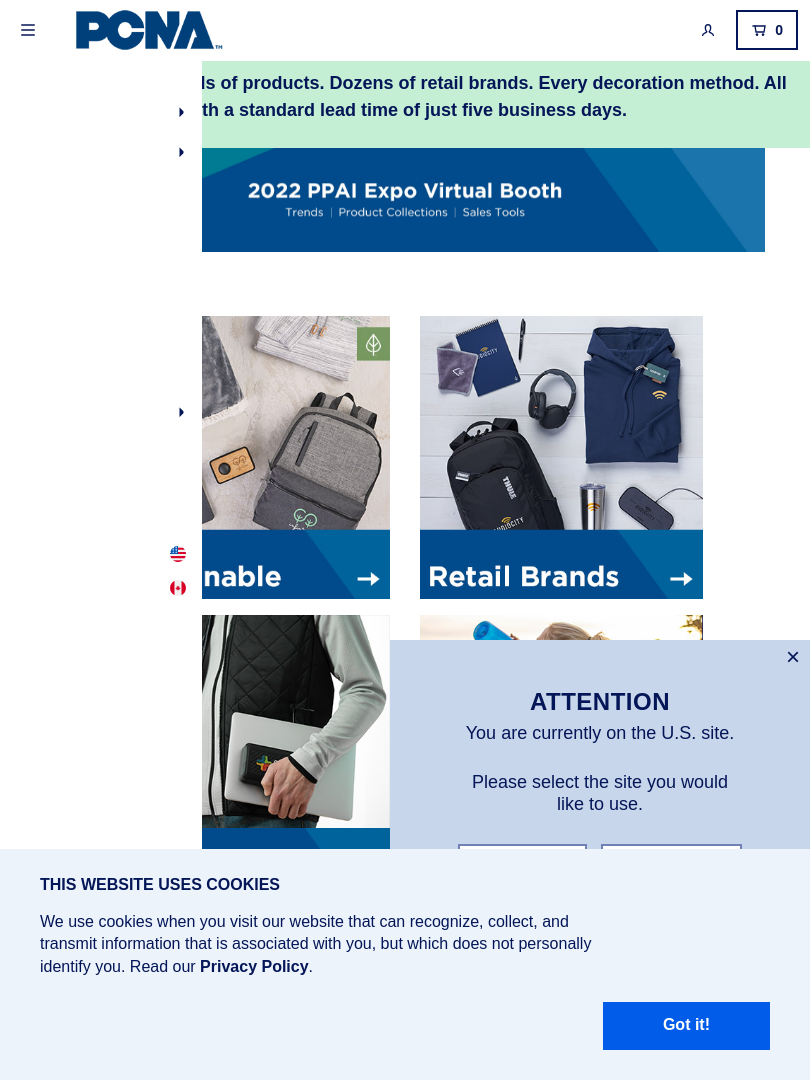 PCNA™
0
ls of products. Dozens of retail brands. Every decoration method. All
th a standard lead time of just five business days.
2022 PPAI Expo Virtual Booth
Trends | Product Collections | Sales Tools
THULE
nable
Retail Brands
ATTENTION
You are currently on the U.S. site.
Please select the site you would
like to use.
THIS WEBSITE USES COOKIES
We use cookies when you visit our website that can recognize, collect, and
transmit information that is associated with you, but which does not personally
identify you. Read our Privacy Policy.
Got it!